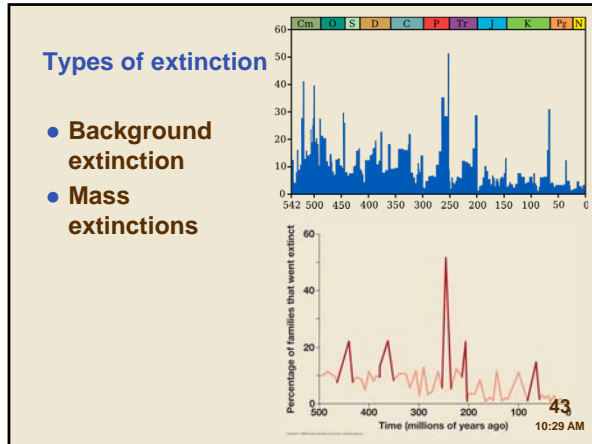 Types of extinction
● Background
extinction
● Mass
extinctions
Cm O S D C P Tr J K Pg N
60
50
40
30
20
10
0
542 500 450 400 350 300 250 200 150 100 50 0
Percentage of families that went extinct
60
40
20
0
500 400 300 200 100
Time (millions of years ago)
43
10:29 AM